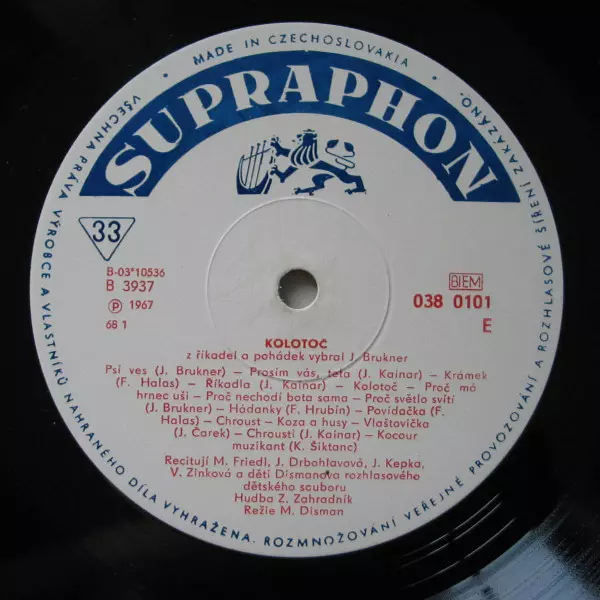 • MADE IN CZECHOSLOVAKIA •
SUPRAPHON
VŠECHNA PRÁVA VÝROBCE A VLASTNÍKŮ NAHRANÉHO DÍLA VYHRAŽENA. ROZMNOŽOVÁNÍ VEŘEJNÉ PROVOZOVÁNÍ A ROZHLASOVÉ ŠÍŘENÍ ZAKÁZÁNO.
33
B-03*10536
B 3937
Ⓟ 1967
68 1
BIEM
038 0101
E
KOLOTOČ
z říkadel a pohádek vybral J. Brukner
Psí ves (J. Brukner) – Prosím vás, teta (J. Kainar) – Krámek
(F. Halas) – Říkadla (J. Kainar) – Kolotoč – Proč má
hrnec uši – Proč nechodí bota sama – Proč světlo svítí
(J. Brukner) – Hádanky (F. Hrubín) – Povídačka (F.
Halas) – Chroust – Koza a husy – Vlaštovička
(J. Čarek) – Chrousti (J. Kainar) – Kocour
muzikant (K. Šiktanc)
Recitují M. Friedl, J. Drbohlavová, J. Kepka,
V. Zinková a děti Dismanova rozhlasového
dětského souboru
Hudba Z. Zahradník
Režie M. Disman